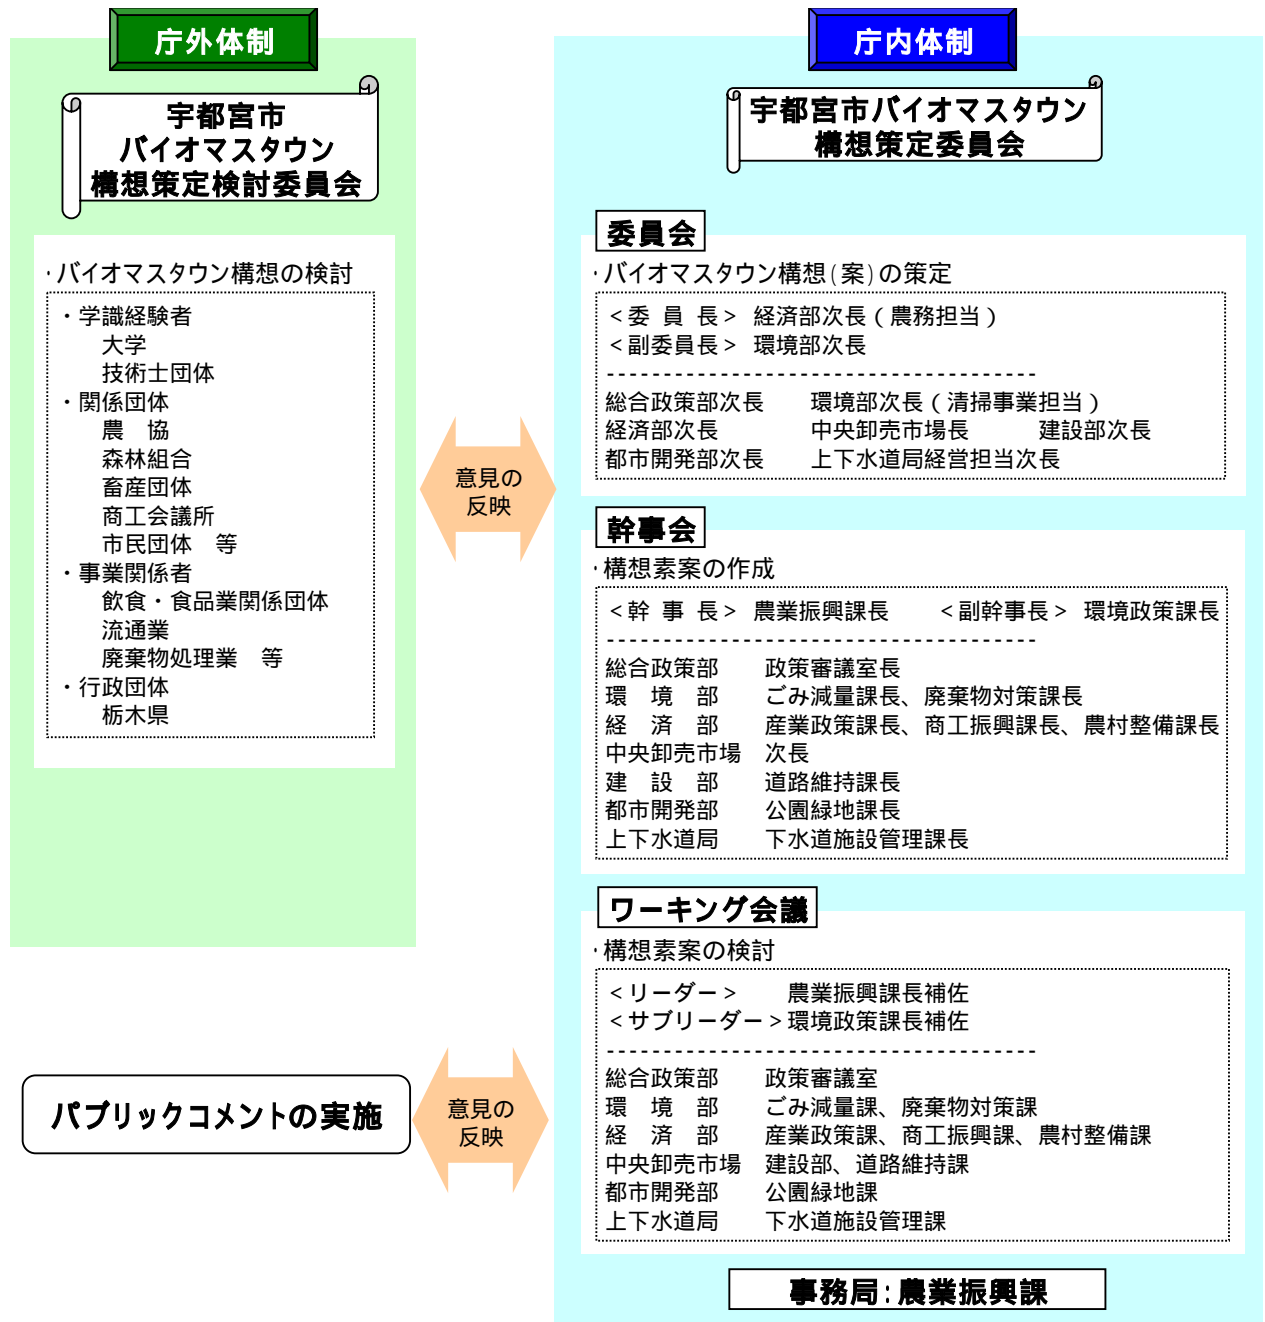 庁外体制
宇都宮市
バイオマスタウン
構想策定検討委員会
・バイオマスタウン構想の検討
・学識経験者
大学
技術士団体
・関係団体
農　協
森林組合
畜産団体
商工会議所
市民団体　等
・事業関係者
飲食・食品業関係団体
流通業
廃棄物処理業　等
・行政団体
栃木県
意見の
反映
パブリックコメントの実施
意見の
反映
庁内体制
宇都宮市バイオマスタウン
構想策定委員会
委員会
・バイオマスタウン構想(案)の策定
<委 員 長> 経済部次長(農務担当)
<副委員長> 環境部次長
--------------------------------------
総合政策部次長　　環境部次長(清掃事業担当)
経済部次長　　　　中央卸売市場長　　　建設部次長
都市開発部次長　　上下水道局経営担当次長
幹事会
・構想素案の作成
<幹 事 長> 農業振興課長　　<副幹事長> 環境政策課長
--------------------------------------
総合政策部　　政策審議室長
環　境　部　　ごみ減量課長、廃棄物対策課長
経　済　部　　産業政策課長、商工振興課長、農村整備課長
中央卸売市場　次長
建　設　部　　道路維持課長
都市開発部　　公園緑地課長
上下水道局　　下水道施設管理課長
ワーキング会議
・構想素案の検討
<リーダー>　　農業振興課長補佐
<サブリーダー>環境政策課長補佐
--------------------------------------
総合政策部　　政策審議室
環　境　部　　ごみ減量課、廃棄物対策課
経　済　部　　産業政策課、商工振興課、農村整備課
中央卸売市場　建設部、道路維持課
都市開発部　　公園緑地課
上下水道局　　下水道施設管理課
事務局:農業振興課